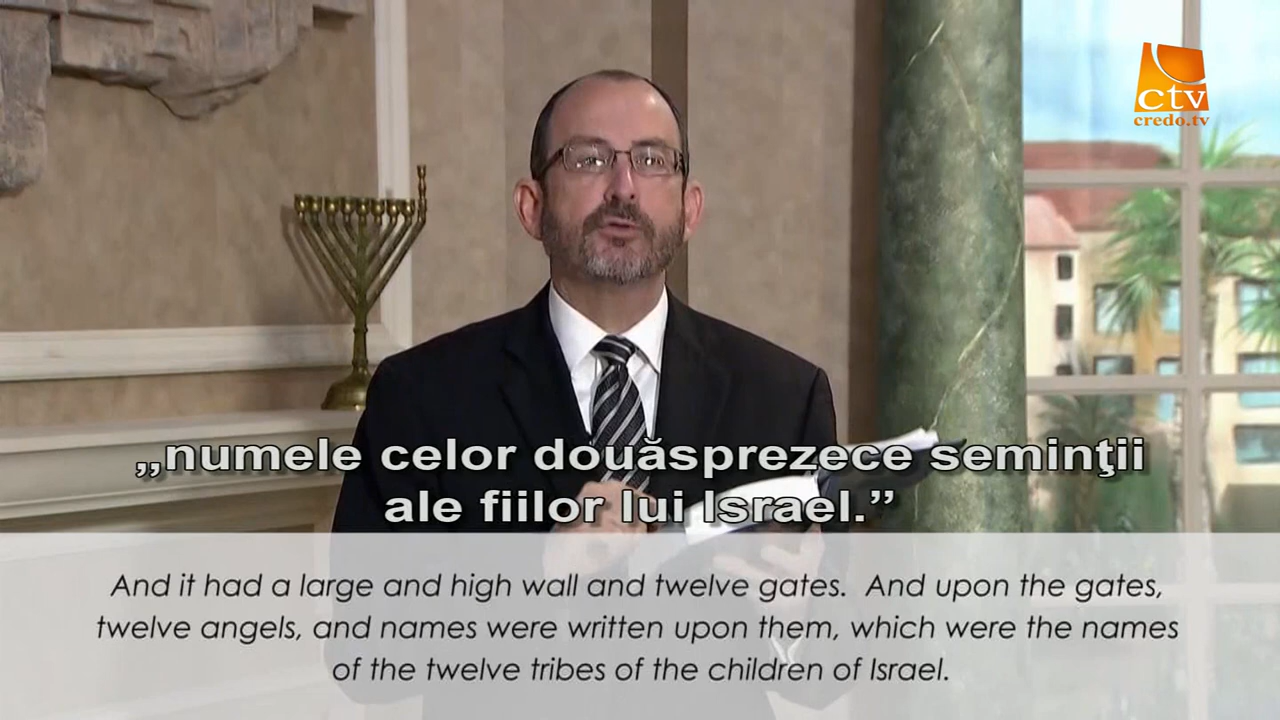 ctv
credo.tv
„numele celor douăsprezece seminţii
ale fiilor lui Israel.”
And it had a large and high wall and twelve gates. And upon the gates,
twelve angels, and names were written upon them, which were the names
of the twelve tribes of the children of Israel.